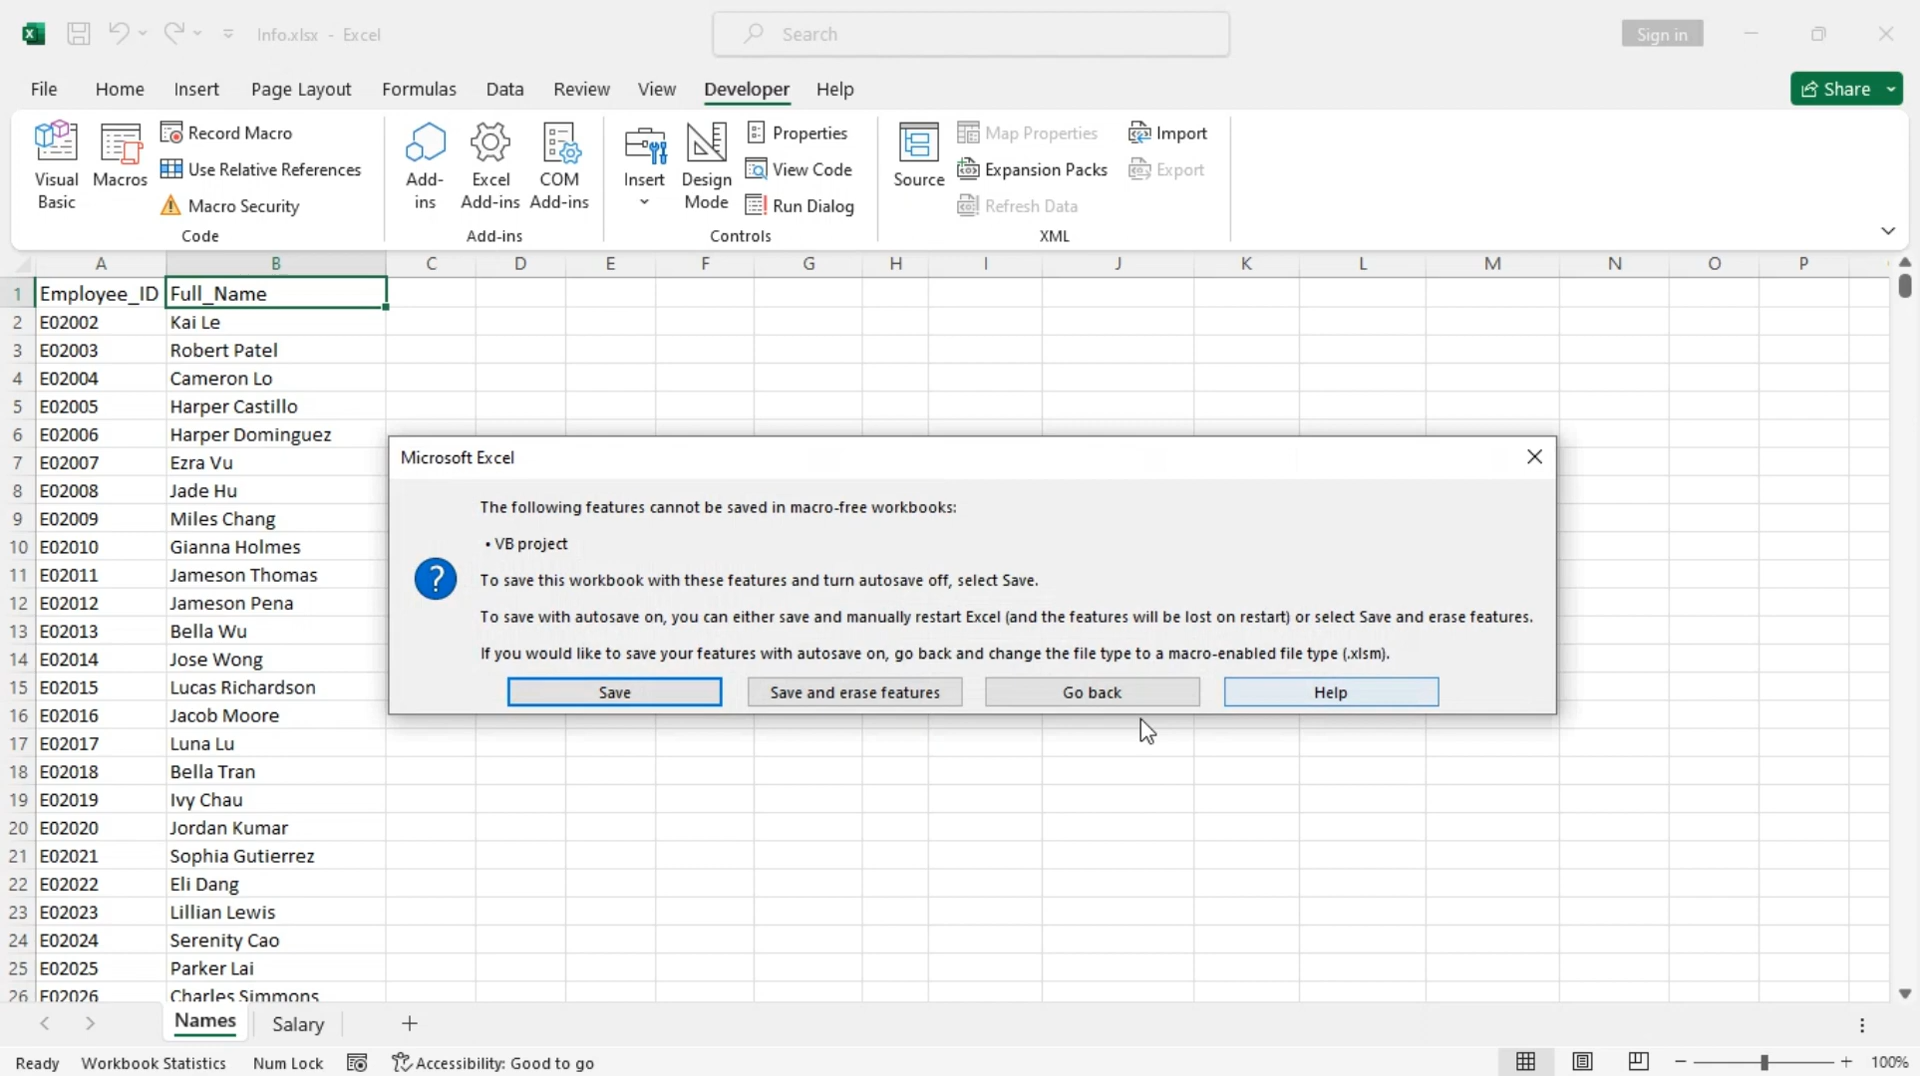 Info.xlsx - Excel
Search
Sign in
File Home Insert Page Layout Formulas Data Review View Developer Help
Share
Visual Basic
Macros
Record Macro
Use Relative References
Macro Security
Code
Add-ins
Excel Add-ins
COM Add-ins
Add-ins
Insert
Design Mode
Properties
View Code
Run Dialog
Controls
Source
Map Properties
Expansion Packs
Refresh Data
Import
Export
XML
A B C D E F G H I J K L M N O P
1 Employee_ID Full_Name
2 E02002 Kai Le
3 E02003 Robert Patel
4 E02004 Cameron Lo
5 E02005 Harper Castillo
6 E02006 Harper Dominguez
7 E02007 Ezra Vu
8 E02008 Jade Hu
9 E02009 Miles Chang
10 E02010 Gianna Holmes
11 E02011 Jameson Thomas
12 E02012 Jameson Pena
13 E02013 Bella Wu
14 E02014 Jose Wong
15 E02015 Lucas Richardson
16 E02016 Jacob Moore
17 E02017 Luna Lu
18 E02018 Bella Tran
19 E02019 Ivy Chau
20 E02020 Jordan Kumar
21 E02021 Sophia Gutierrez
22 E02022 Eli Dang
23 E02023 Lillian Lewis
24 E02024 Serenity Cao
25 E02025 Parker Lai
26 E02026 Charles Simmons
Microsoft Excel
The following features cannot be saved in macro-free workbooks:
• VB project
To save this workbook with these features and turn autosave off, select Save.
To save with autosave on, you can either save and manually restart Excel (and the features will be lost on restart) or select Save and erase features.
If you would like to save your features with autosave on, go back and change the file type to a macro-enabled file type (.xlsm).
Save
Save and erase features
Go back
Help
Names Salary
Ready Workbook Statistics Num Lock Accessibility: Good to go 100%